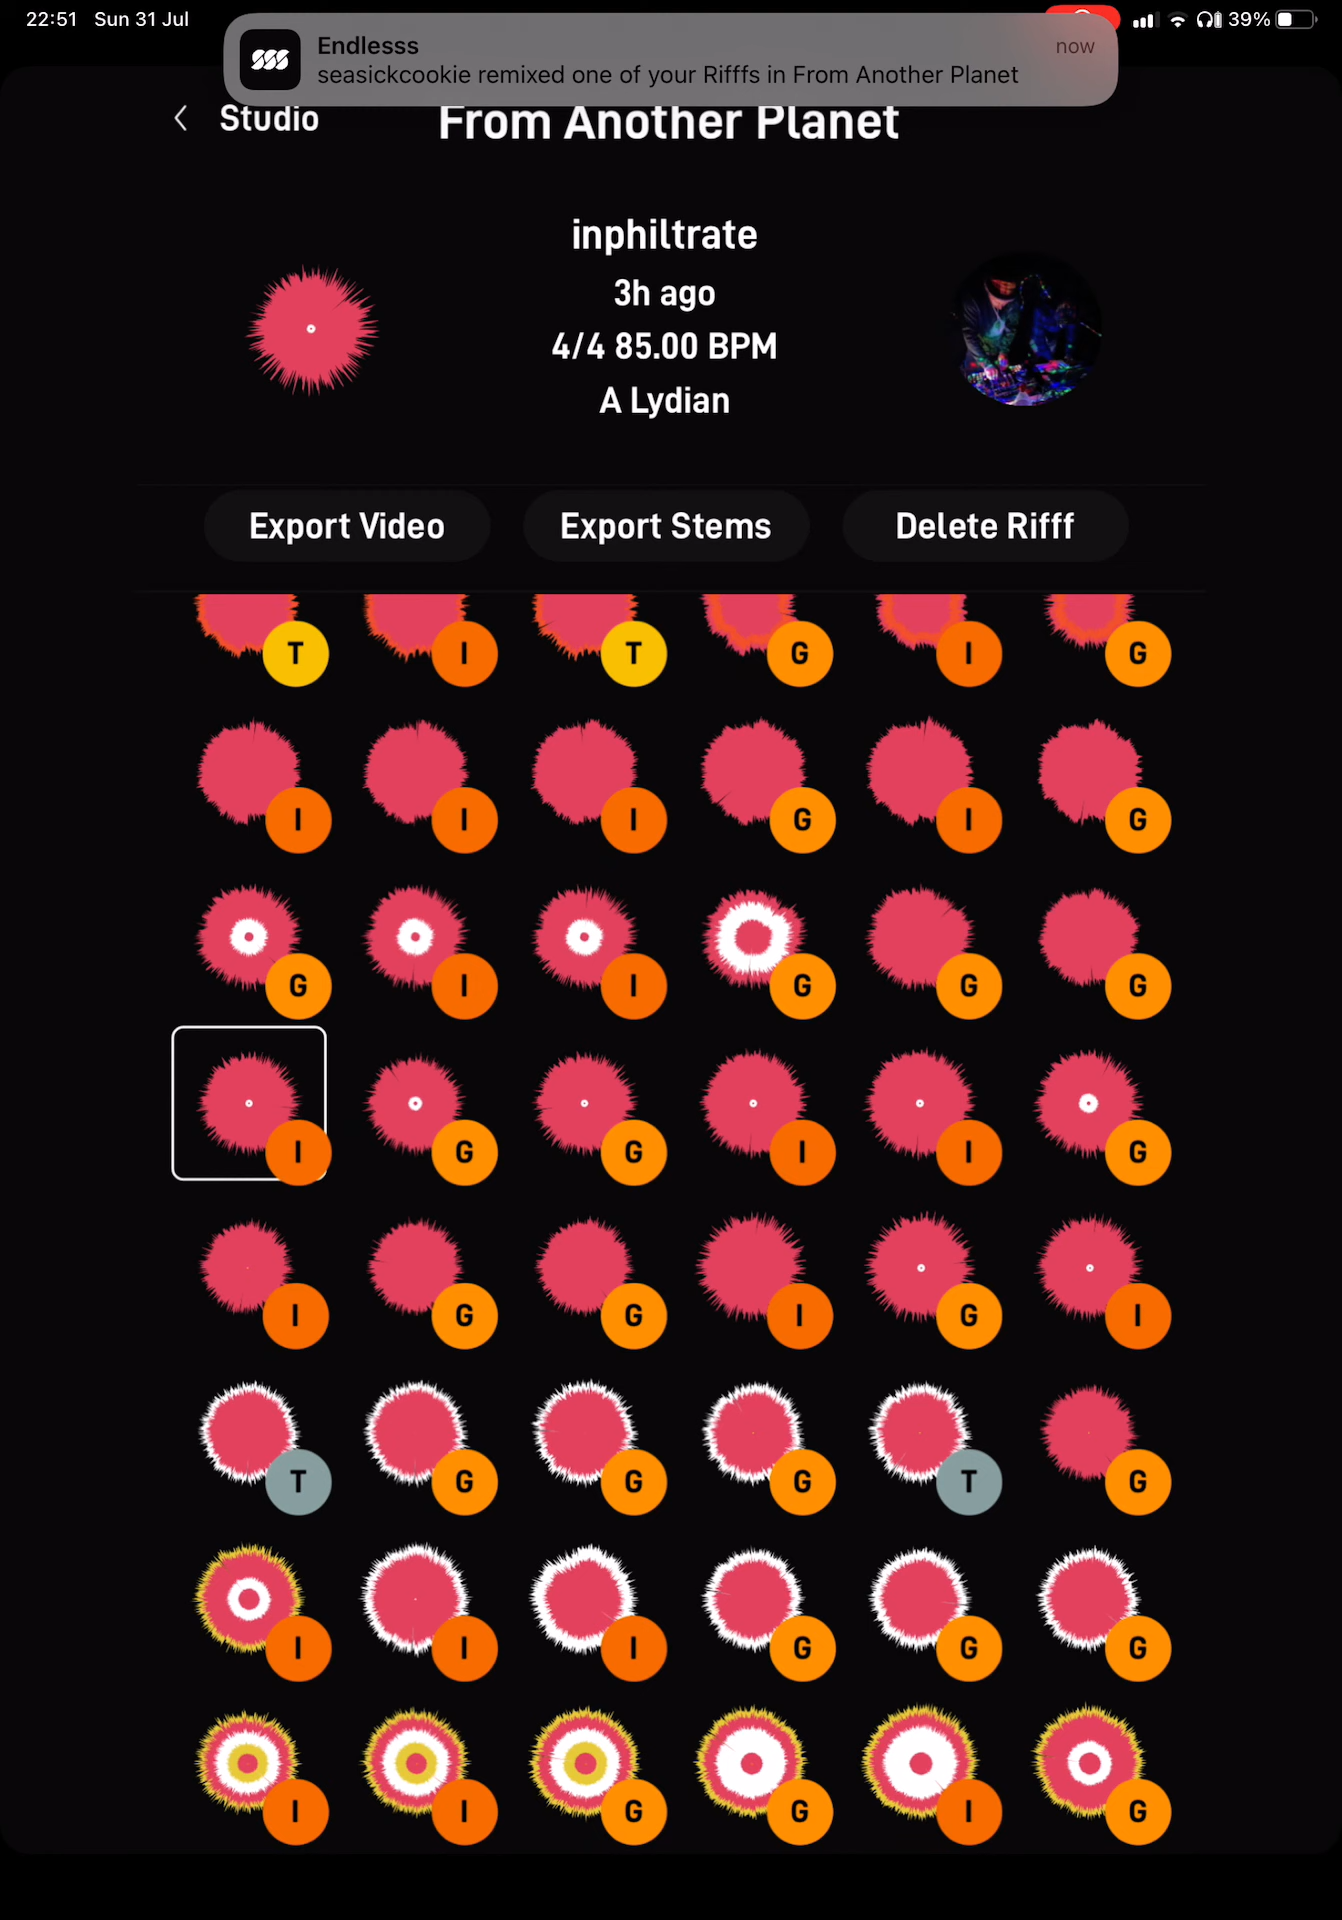 22:51 Sun 31 Jul
39%
Endlesss
now
seasickcookie remixed one of your Rifffs in From Another Planet
Studio
From Another Planet
inphiltrate
3h ago
4/4 85.00 BPM
A Lydian
Export Video
Export Stems
Delete Rifff
T I T G I G
I I I G I G
G I I G G G
I G G I I G
I G G I G I
T G G G T G
I I I G G G
I I G G I G